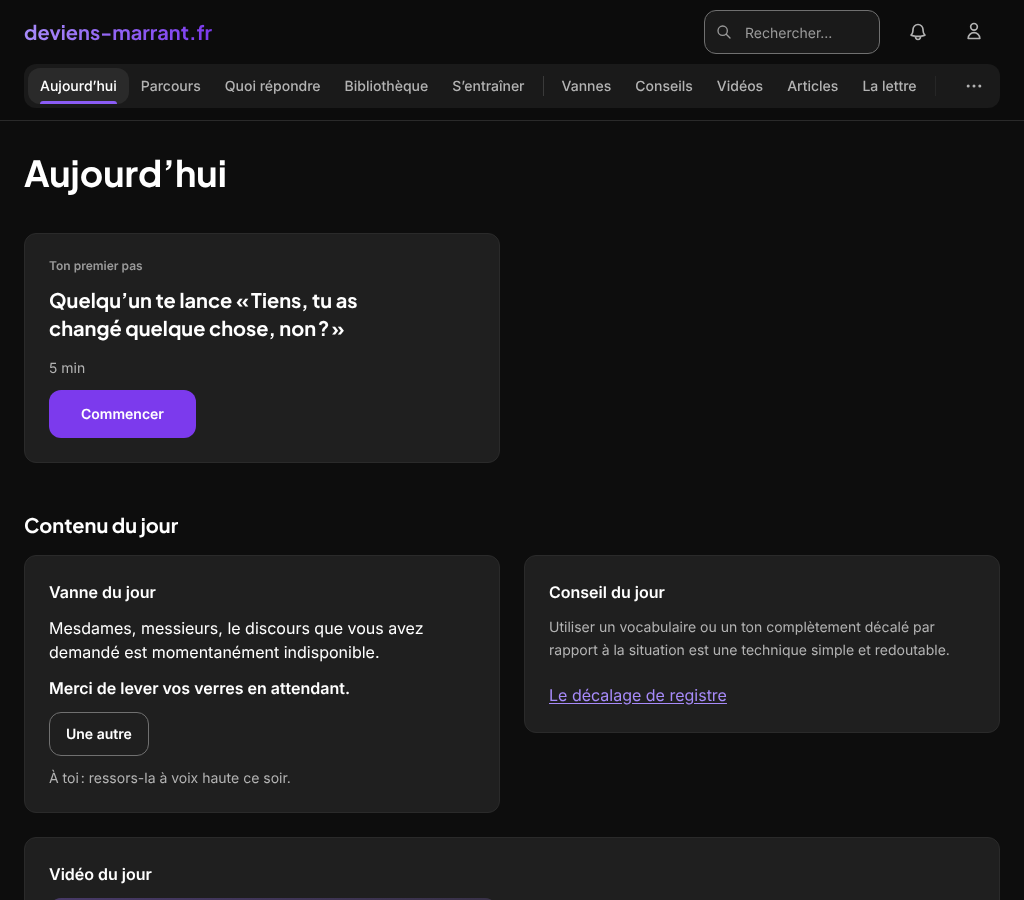 deviens-marrant.fr
Rechercher...
Aujourd’hui
Parcours
Quoi répondre
Bibliothèque
S’entraîner
Vannes
Conseils
Vidéos
Articles
La lettre
Aujourd’hui
Ton premier pas
Quelqu’un te lance « Tiens, tu as
changé quelque chose, non ? »
5 min
Commencer
Contenu du jour
Vanne du jour
Mesdames, messieurs, le discours que vous avez
demandé est momentanément indisponible.
Merci de lever vos verres en attendant.
Une autre
À toi : ressors-la à voix haute ce soir.
Conseil du jour
Utiliser un vocabulaire ou un ton complètement décalé par
rapport à la situation est une technique simple et redoutable.
Le décalage de registre
Vidéo du jour